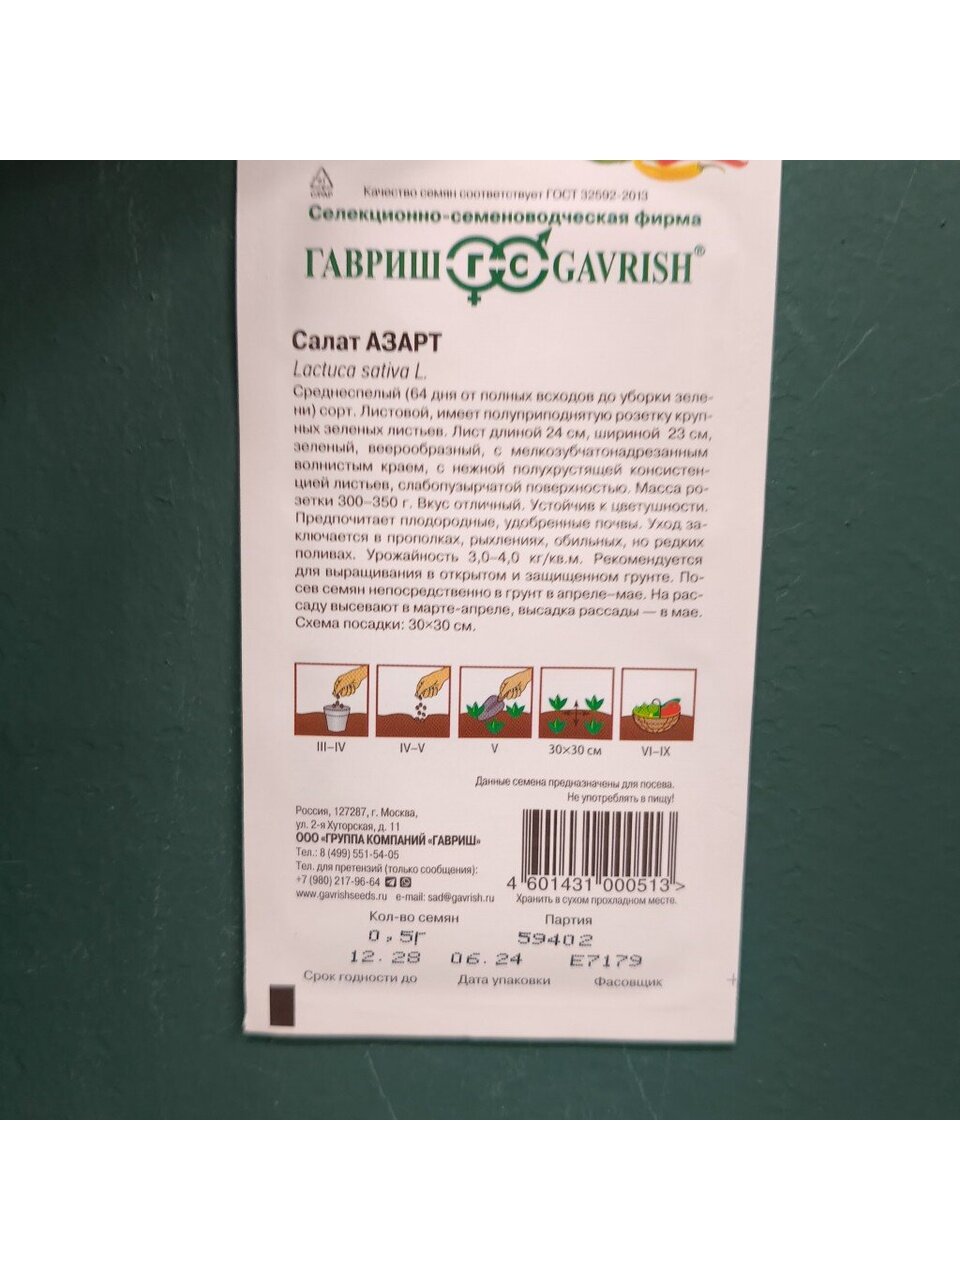 Качество семян соответствует ГОСТ 32592-2013
Селекционно-семеноводческая фирма
ГАВРИШ ГС GAVRISH®
Салат АЗАРТ
Lactuca sativa L.
Среднеспелый (64 дня от полных всходов до уборки зеле-
ни) сорт. Листовой, имеет полуприподнятую розетку круп-
ных зеленых листьев. Лист длиной 24 см, шириной 23 см,
зеленый, веерообразный, с мелкозубчатонадрезанным
волнистым краем, с нежной полухрустящей консистен-
цией листьев, слабопузырчатой поверхностью. Масса ро-
зетки 300–350 г. Вкус отличный. Устойчив к цветушности.
Предпочитает плодородные, удобренные почвы. Уход за-
ключается в прополках, рыхлениях, обильных, но редких
поливах. Урожайность 3,0–4,0 кг/кв.м. Рекомендуется
для выращивания в открытом и защищенном грунте. По-
сев семян непосредственно в грунт в апреле–мае. На рас-
саду высевают в марте-апреле, высадка рассады — в мае.
Схема посадки: 30×30 см.
III–IV IV–V V 30×30 см VI–IX
Данные семена предназначены для посева.
Не употреблять в пищу!
Россия, 127287, г. Москва,
ул. 2-я Хуторская, д. 11
ООО «ГРУППА КОМПАНИЙ «ГАВРИШ»
Тел.: 8 (499) 551-54-05
Тел. для претензий (только сообщения):
+7 (980) 217-96-64
www.gavrishseeds.ru e-mail: sad@gavrish.ru
4 601431 000513 >
Хранить в сухом прохладном месте.
Кол-во семян Партия
0,5г 59402
12.28 06.24 Е7179
Срок годности до Дата упаковки Фасовщик